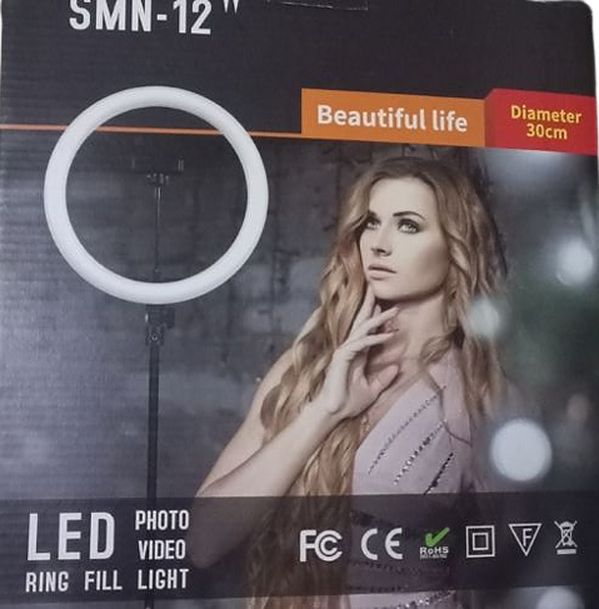 SMN-12"
Beautiful life
Diameter
30cm
LED
PHOTO
VIDEO
RING FILL LIGHT
FC CE RoHS F